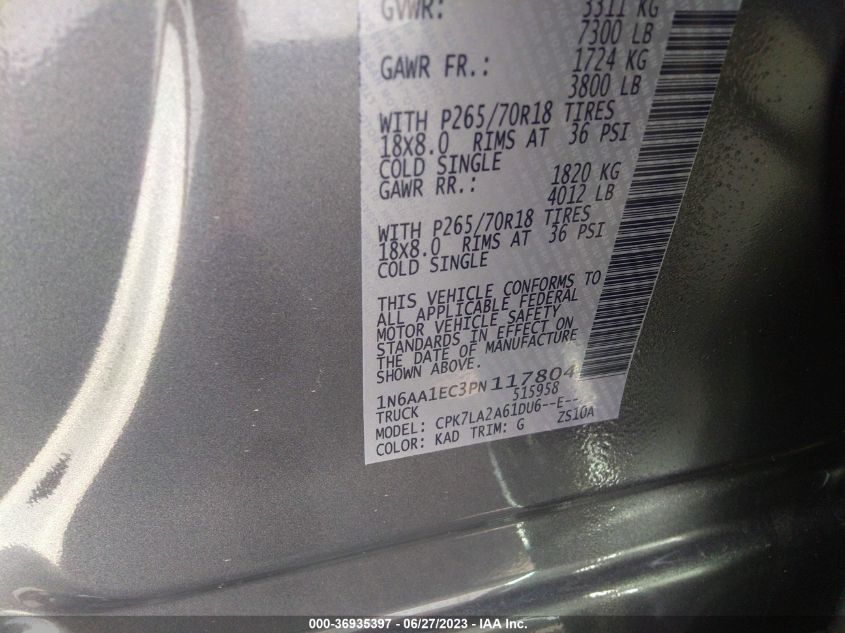 GVWR: 3311 KG
7300 LB
GAWR FR.: 1724 KG
3800 LB
WITH P265/70R18 TIRES
18X8.0 RIMS AT 36 PSI
COLD SINGLE
GAWR RR.: 1820 KG
4012 LB
WITH P265/70R18 TIRES
18X8.0 RIMS AT 36 PSI
COLD SINGLE
THIS VEHICLE CONFORMS TO
ALL APPLICABLE FEDERAL
MOTOR VEHICLE SAFETY
STANDARDS IN EFFECT ON
THE DATE OF MANUFACTURE
SHOWN ABOVE.
1N6AA1EC3PN117804
TRUCK 515958
MODEL: CPK7LA2A61DU6--E--
COLOR: KAD TRIM: G ZS10A
000-36935397 - 06/27/2023 - IAA Inc.